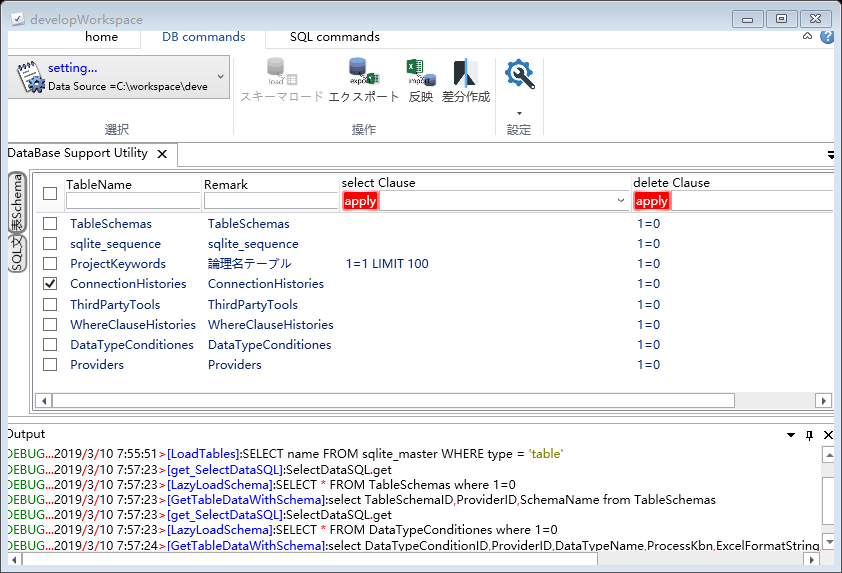 developWorkspace
home DB commands SQL commands
setting...
Data Source =C:\workspace\deve
load export import
スキーマロード エクスポート 反映 差分作成
選択 操作 設定
DataBase Support Utility
表Schema
SQL文
TableName Remark select Clause delete Clause
apply apply
TableSchemas TableSchemas 1=0
sqlite_sequence sqlite_sequence 1=0
ProjectKeywords 論理名テーブル 1=1 LIMIT 100 1=0
ConnectionHistories ConnectionHistories 1=0
ThirdPartyTools ThirdPartyTools 1=0
WhereClauseHistories WhereClauseHistories 1=0
DataTypeConditiones DataTypeConditiones 1=0
Providers Providers 1=0
Output
DEBUG...2019/3/10 7:55:51>[LoadTables]:SELECT name FROM sqlite_master WHERE type = 'table'
DEBUG...2019/3/10 7:57:23>[get_SelectDataSQL]:SelectDataSQL.get
DEBUG...2019/3/10 7:57:23>[LazyLoadSchema]:SELECT * FROM TableSchemas where 1=0
DEBUG...2019/3/10 7:57:23>[GetTableDataWithSchema]:select TableSchemaID,ProviderID,SchemaName from TableSchemas
DEBUG...2019/3/10 7:57:23>[get_SelectDataSQL]:SelectDataSQL.get
DEBUG...2019/3/10 7:57:23>[LazyLoadSchema]:SELECT * FROM DataTypeConditiones where 1=0
DEBUG...2019/3/10 7:57:24>[GetTableDataWithSchema]:select DataTypeConditionID,ProviderID,DataTypeName,ProcessKbn,ExcelFormatString,